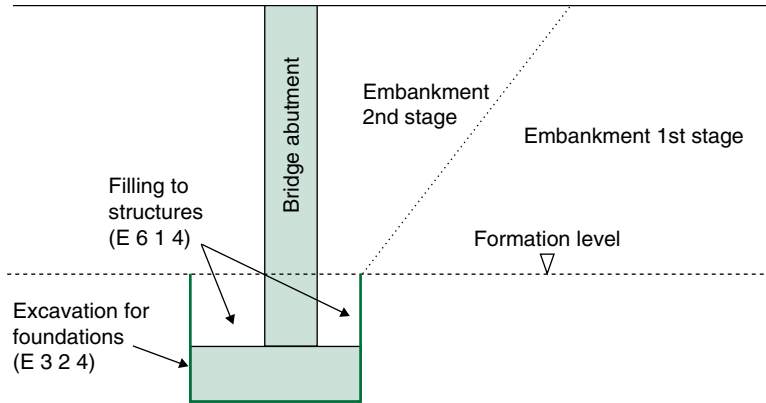 Bridge abutment
Embankment
2nd stage
Embankment 1st stage
Filling to
structures
(E 6 1 4)
Formation level
Excavation for
foundations
(E 3 2 4)